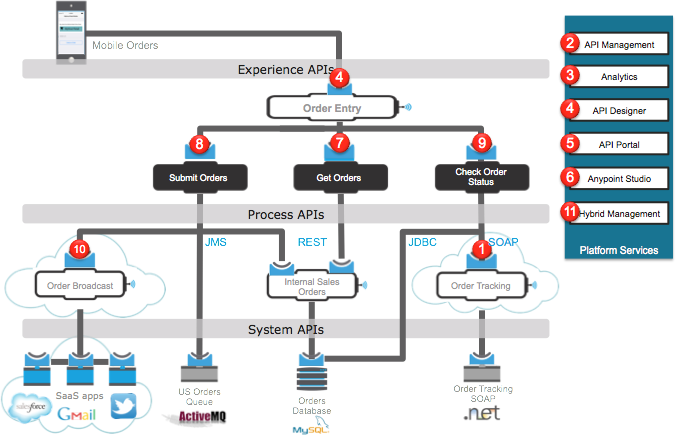 Mobile Orders
Experience APIs
4
Order Entry
8
7
9
Submit Orders
Get Orders
Check Order
Status
Process APIs
JMS
REST
JDBC
SOAP
10
1
Order Broadcast
Internal Sales
Orders
Order Tracking
System APIs
SaaS apps
salesforce
Gmail
US Orders
Queue
ActiveMQ
Orders
Database
MySQL
Order Tracking
SOAP
.net
2 API Management
3 Analytics
4 API Designer
5 API Portal
6 Anypoint Studio
11 Hybrid Management
Platform Services